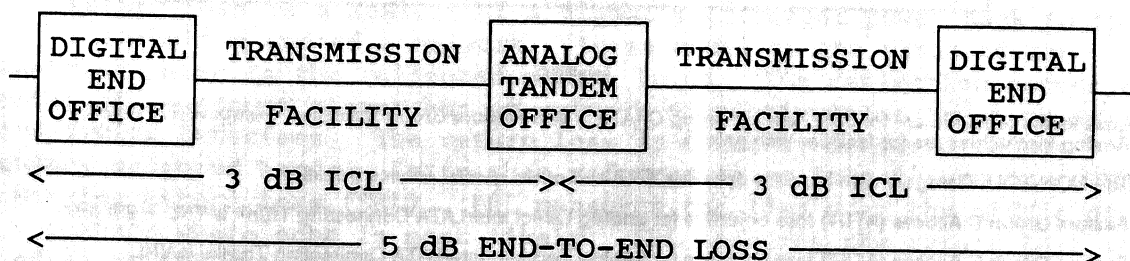 DIGITAL END OFFICE
TRANSMISSION FACILITY
ANALOG TANDEM OFFICE
TRANSMISSION FACILITY
DIGITAL END OFFICE
3 dB ICL
3 dB ICL
5 dB END-TO-END LOSS